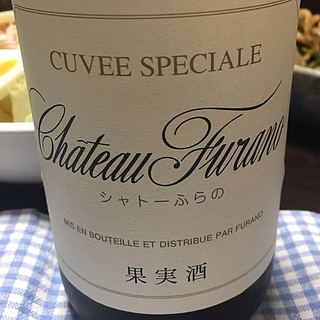 CUVEE SPECIALE
Château Furano
シャトーふらの
MIS EN BOUTEILLE ET DISTRIBUE PAR FURANO
果実酒